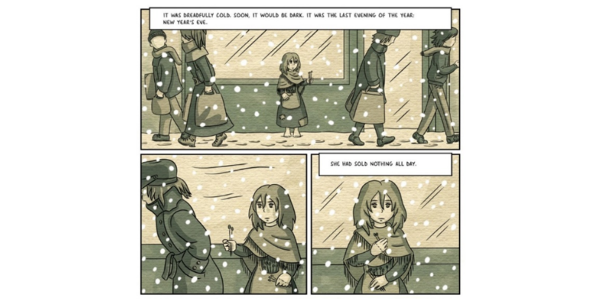 IT WAS DREADFULLY COLD. SOON, IT WOULD BE DARK. IT WAS THE LAST EVENING OF THE YEAR:
NEW YEAR'S EVE.
SHE HAD SOLD NOTHING ALL DAY.